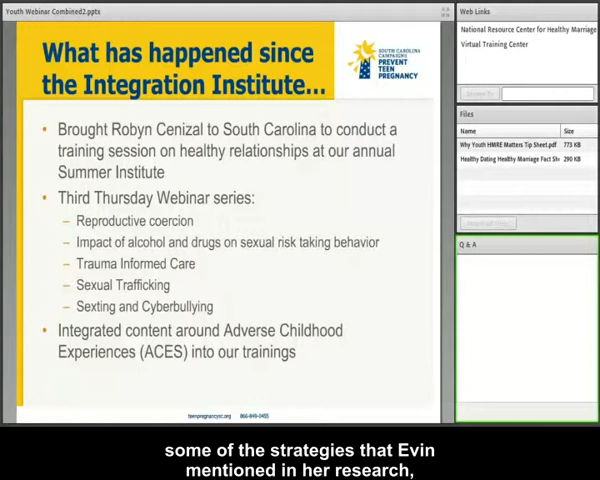 Youth Webinar Combined2.pptx
What has happened since
the Integration Institute…
SOUTH CAROLINA
CAMPAIGN
PREVENT
TEEN
PREGNANCY
• Brought Robyn Cenizal to South Carolina to conduct a
training session on healthy relationships at our annual
Summer Institute
• Third Thursday Webinar series:
– Reproductive coercion
– Impact of alcohol and drugs on sexual risk taking behavior
– Trauma Informed Care
– Sexual Trafficking
– Sexting and Cyberbullying
• Integrated content around Adverse Childhood
Experiences (ACES) into our trainings
teenpregnancysc.org 866-849-0455
Web Links
National Resource Center for Healthy Marriage
Virtual Training Center
Files
Name Size
Why Youth HMRE Matters Tip Sheet.pdf 773 KB
Healthy Dating Healthy Marriage Fact She 290 KB
Q & A
some of the strategies that Evin
mentioned in her research,